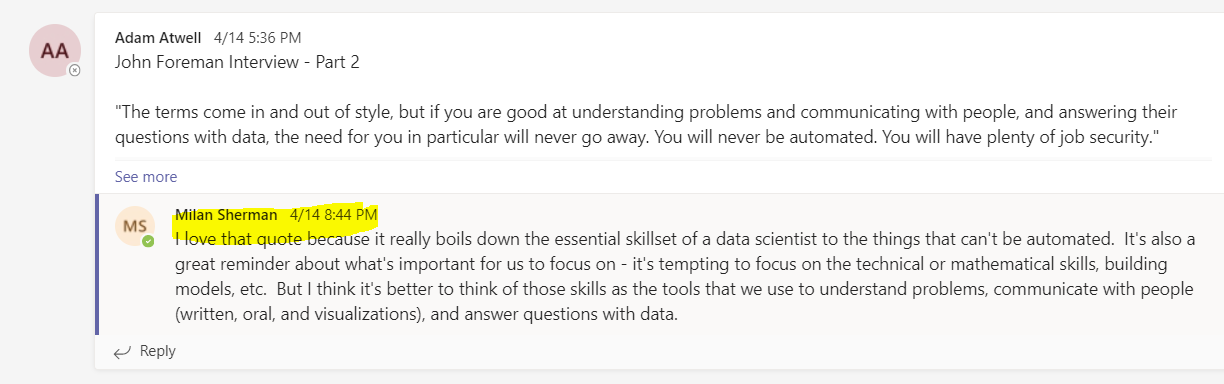 AA
Adam Atwell 4/14 5:36 PM
John Foreman Interview - Part 2
"The terms come in and out of style, but if you are good at understanding problems and communicating with people, and answering their
questions with data, the need for you in particular will never go away. You will never be automated. You will have plenty of job security."
See more
MS
Milan Sherman 4/14 8:44 PM
I love that quote because it really boils down the essential skillset of a data scientist to the things that can't be automated. It's also a
great reminder about what's important for us to focus on - it's tempting to focus on the technical or mathematical skills, building
models, etc. But I think it's better to think of those skills as the tools that we use to understand problems, communicate with people
(written, oral, and visualizations), and answer questions with data.
Reply